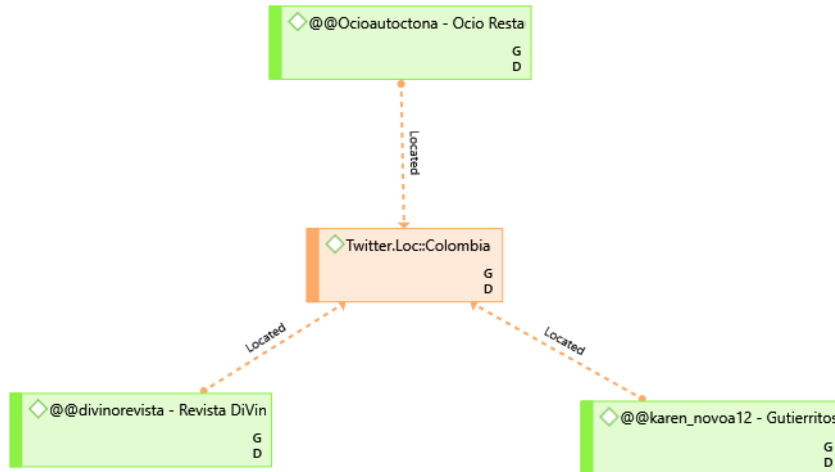 @@Ocioautoctona - Ocio Resta
G
D
Located
Twitter.Loc::Colombia
G
D
Located
Located
@@divinorevista - Revista DiVin
G
D
@@karen_novoa12 - Gutierritos
G
D